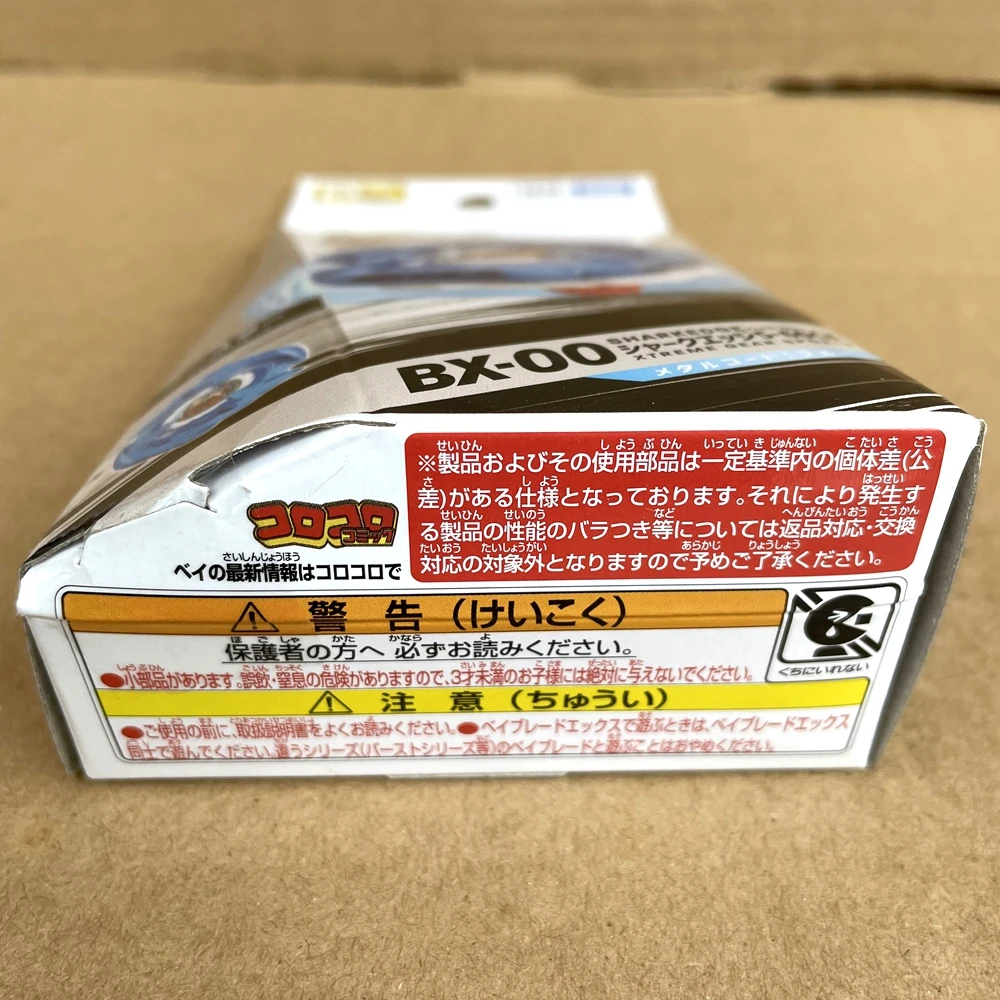 BX-00
SHARKEDGE
シャークエッジ
XTREME GEAR
メタルコート:ブルー
※製品およびその使用部品は一定基準内の個体差(公
差)がある仕様となっております。それにより発生す
る製品の性能のバラつき等については返品対応・交換
対応の対象外となりますので予めご了承ください。
コロコロ
コミック
さいしんじょうほう
ベイの最新情報はコロコロで
警告(けいこく)
保護者の方へ 必ずお読みください。
●小部品があります。誤飲・窒息の危険がありますので、3才未満のお子様には絶対に与えないでください。
くちにいれない
注意(ちゅうい)
●ご使用の前に、取扱説明書をよくお読みください。●ベイブレードエックスで遊ぶときは、ベイブレードエックス
同士で遊んでください。違うシリーズ(バーストシリーズ等)のベイブレードと遊ぶことはおやめください。